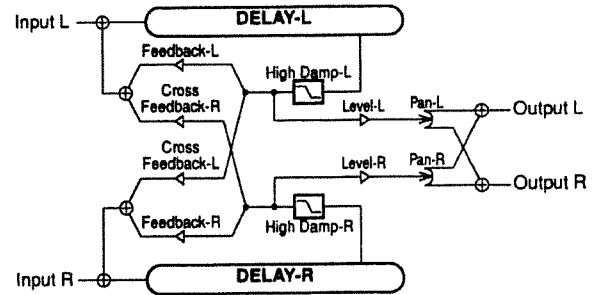 Input L
DELAY-L
Feedback-L
High Damp-L
Cross
Feedback-R
Level-L
Pan-L
Output L
Cross
Feedback-L
Level-R
Pan-R
Output R
Feedback-R
High Damp-R
Input R
DELAY-R